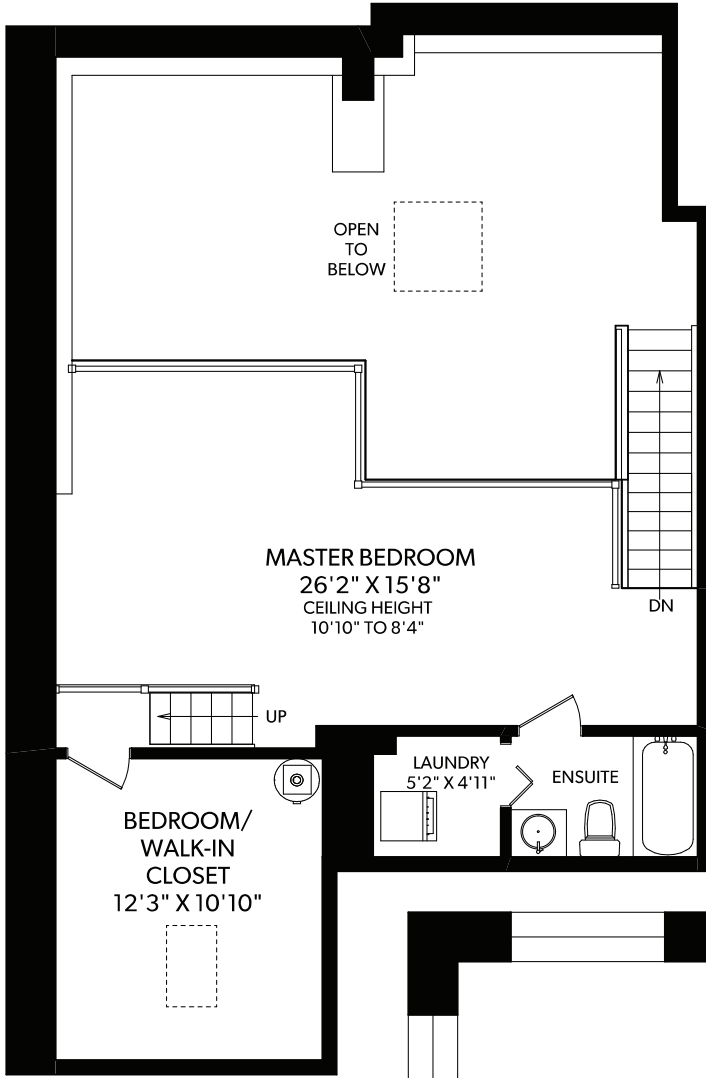 OPEN
TO
BELOW
MASTER BEDROOM
26'2" X 15'8"
CEILING HEIGHT
10'10" TO 8'4"
DN
UP
LAUNDRY
5'2" X 4'11"
ENSUITE
BEDROOM/
WALK-IN
CLOSET
12'3" X 10'10"